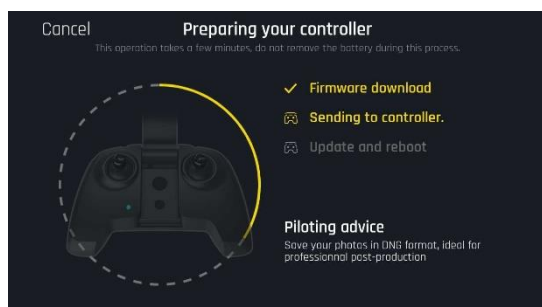 Cancel
Preparing your controller
This operation takes a few minutes, do not remove the battery during this process.
Firmware download
Sending to controller.
Update and reboot
Piloting advice
Save your photos in DNG format, ideal for
professionnal post-production